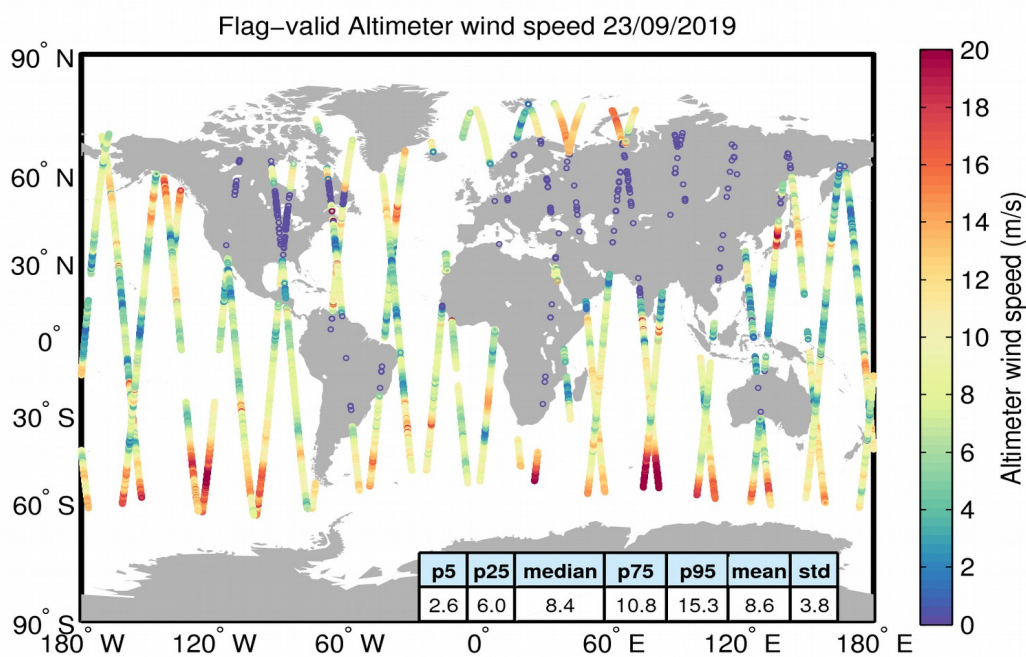 Flag−valid Altimeter wind speed 23/09/2019
90° N
60° N
30° N
0°
30° S
60° S
90° S
180° W
120° W
60° W
0°
60° E
120° E
180° E
p5 p25 median p75 p95 mean std
2.6 6.0 8.4 10.8 15.3 8.6 3.8
20
18
16
14
12
10
8
6
4
2
0
Altimeter wind speed (m/s)